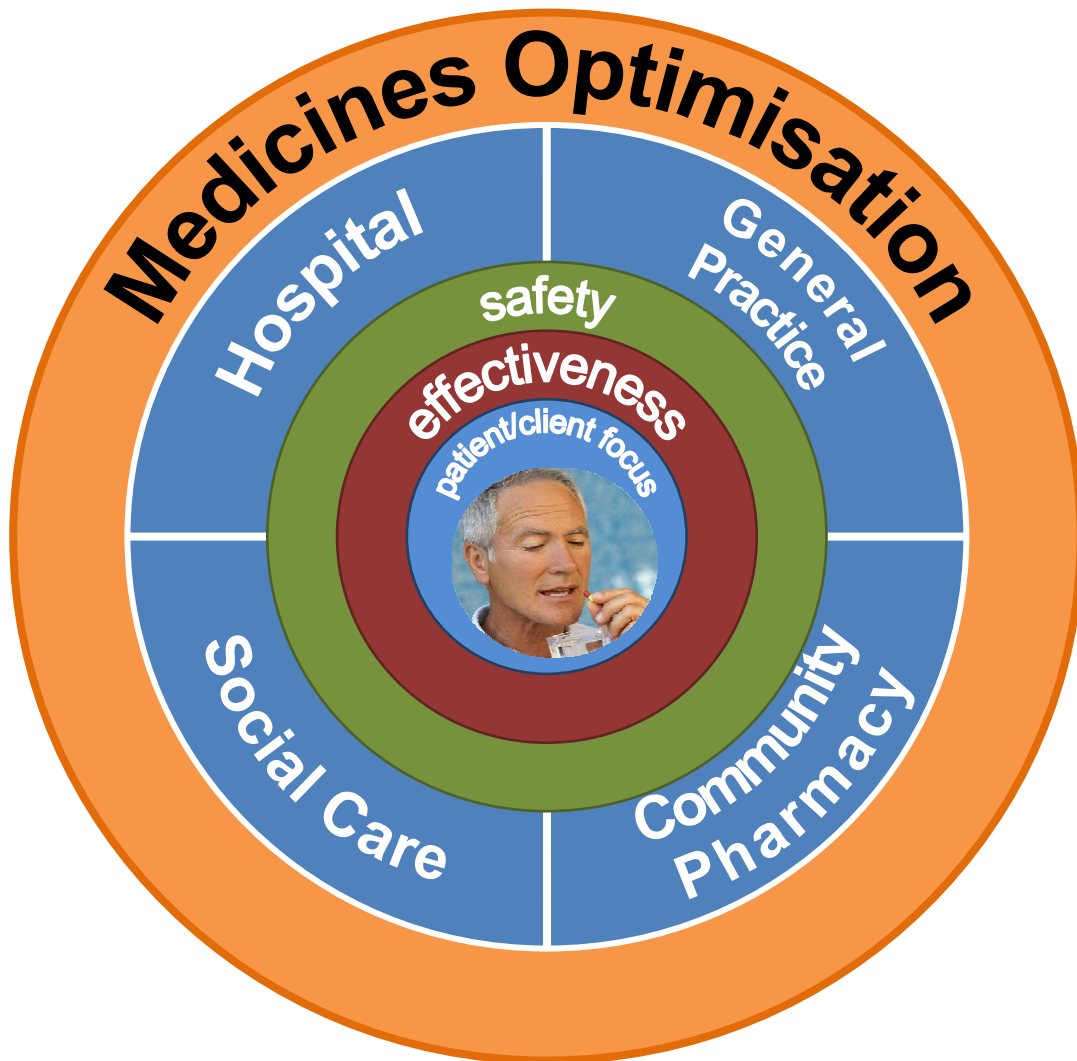 Medicines Optimisation
Hospital
General
Practice
safety
effectiveness
patient/client focus
Social Care
Community
Pharmacy